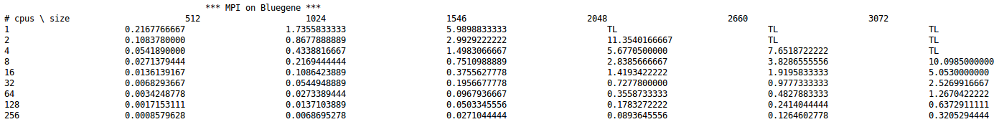 *** MPI on Bluegene ***
# cpus \ size 512 1024 1546 2048 2660 3072
1 0.2167766667 1.7355833333 5.9898833333 TL TL TL
2 0.1083780000 0.8677888889 2.9929222222 11.3540166667 TL TL
4 0.0541890000 0.4338816667 1.4983066667 5.6770500000 7.6518722222 TL
8 0.0271379444 0.2169444444 0.7510988889 2.8385666667 3.8286555556 10.0985000000
16 0.0136139167 0.1086423889 0.3755627778 1.4193422222 1.9195833333 5.0530000000
32 0.0068293667 0.0544948889 0.1956677778 0.7277800000 0.9777333333 2.5269916667
64 0.0034248778 0.0273389444 0.0967936667 0.3558733333 0.4827883333 1.2670422222
128 0.0017153111 0.0137103889 0.0503345556 0.1783272222 0.2414044444 0.6372911111
256 0.0008579628 0.0068695278 0.0271044444 0.0893645556 0.1264602778 0.3205294444